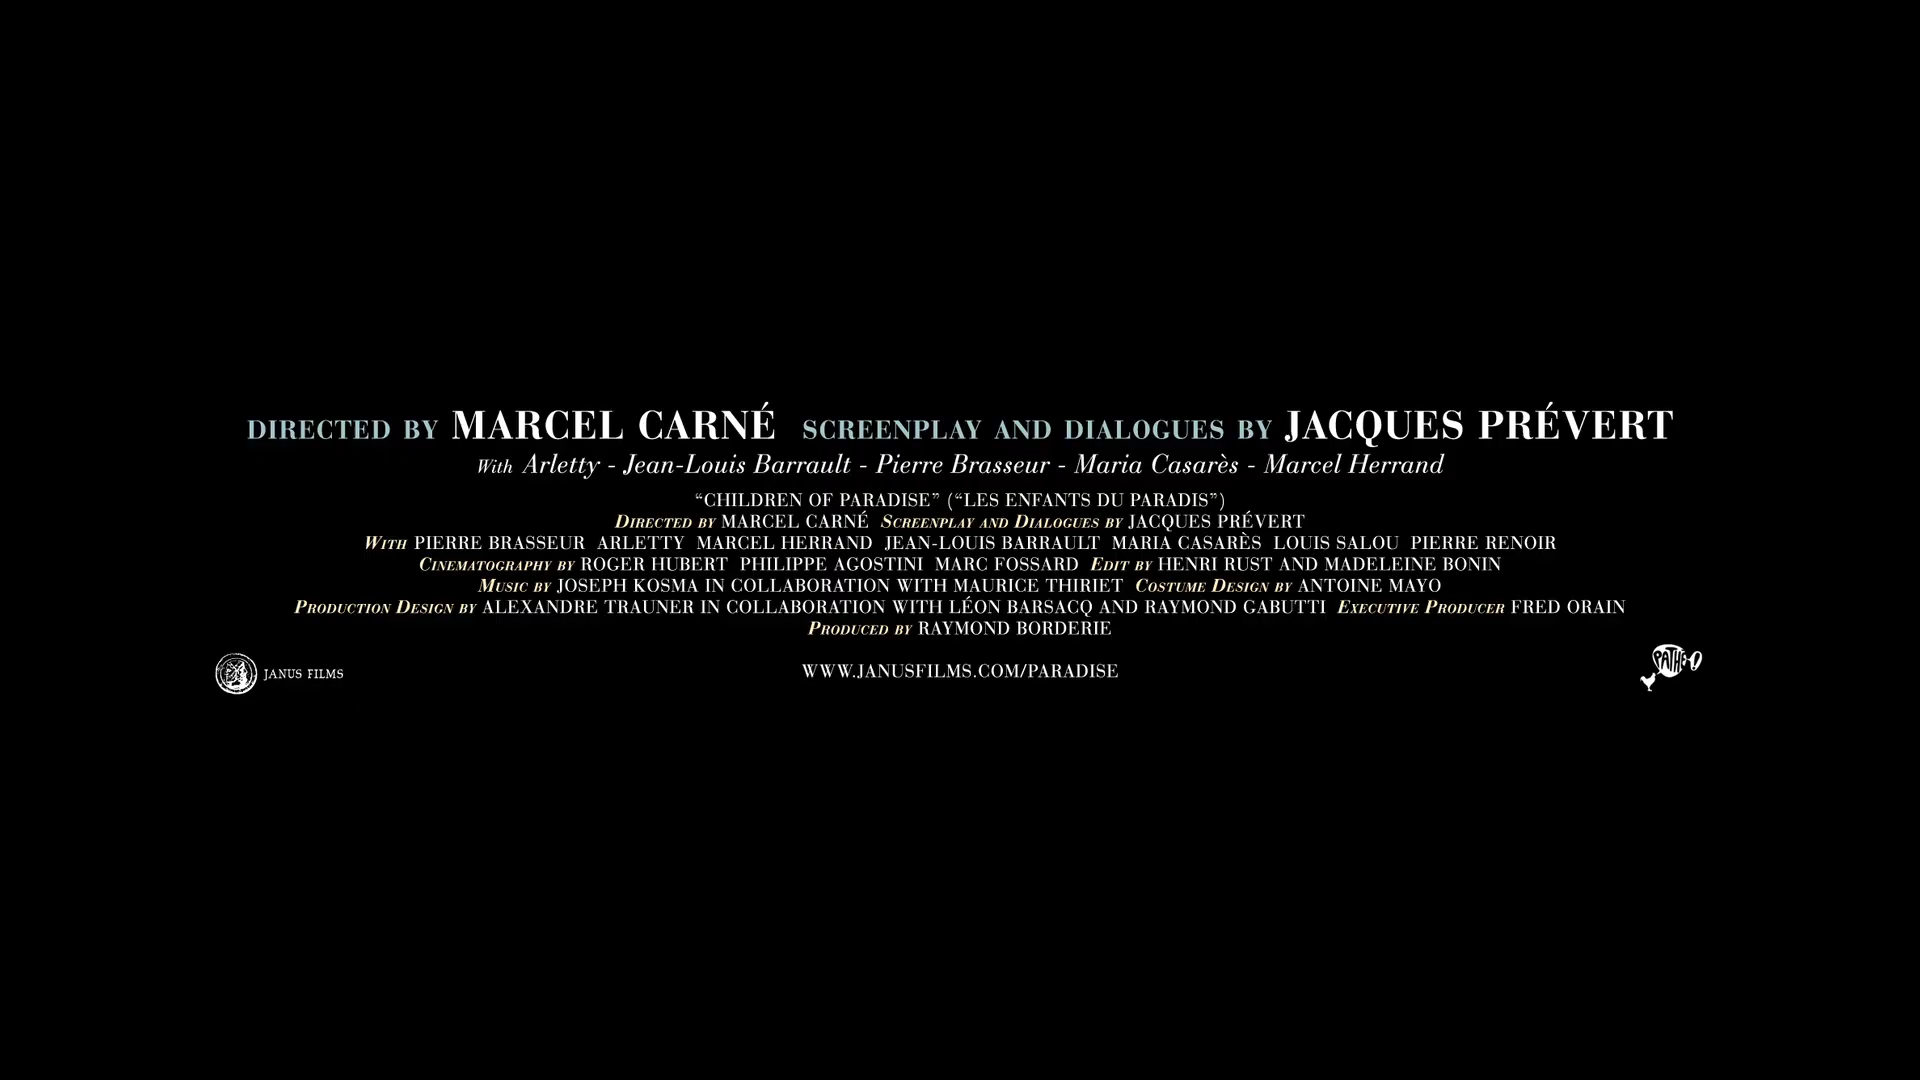 DIRECTED BY MARCEL CARNÉ SCREENPLAY AND DIALOGUES BY JACQUES PRÉVERT
With Arletty - Jean-Louis Barrault - Pierre Brasseur - Maria Casarès - Marcel Herrand
“CHILDREN OF PARADISE” (“LES ENFANTS DU PARADIS”)
DIRECTED BY MARCEL CARNÉ SCREENPLAY AND DIALOGUES BY JACQUES PRÉVERT
WITH PIERRE BRASSEUR ARLETTY MARCEL HERRAND JEAN-LOUIS BARRAULT MARIA CASARÈS LOUIS SALOU PIERRE RENOIR
CINEMATOGRAPHY BY ROGER HUBERT PHILIPPE AGOSTINI MARC FOSSARD EDIT BY HENRI RUST AND MADELEINE BONIN
MUSIC BY JOSEPH KOSMA IN COLLABORATION WITH MAURICE THIRIET COSTUME DESIGN BY ANTOINE MAYO
PRODUCTION DESIGN BY ALEXANDRE TRAUNER IN COLLABORATION WITH LÉON BARSACQ AND RAYMOND GABUTTI EXECUTIVE PRODUCER FRED ORAIN
PRODUCED BY RAYMOND BORDERIE
JANUS FILMS
WWW.JANUSFILMS.COM/PARADISE
PATHÉ